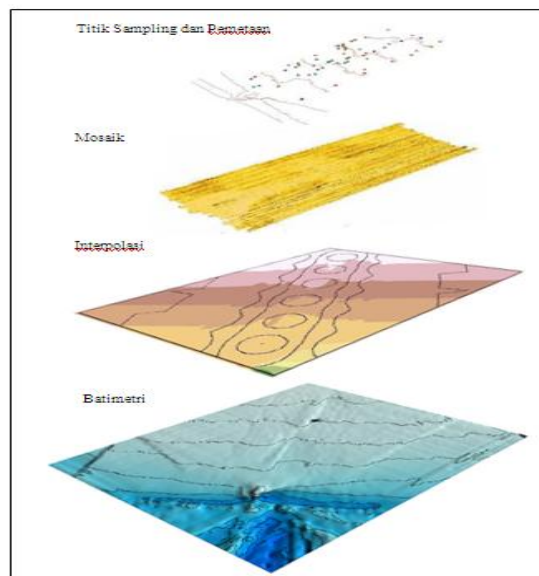 Titik Sampling dan Pemetaan
Mosaik
Interpolasi
Batimetri